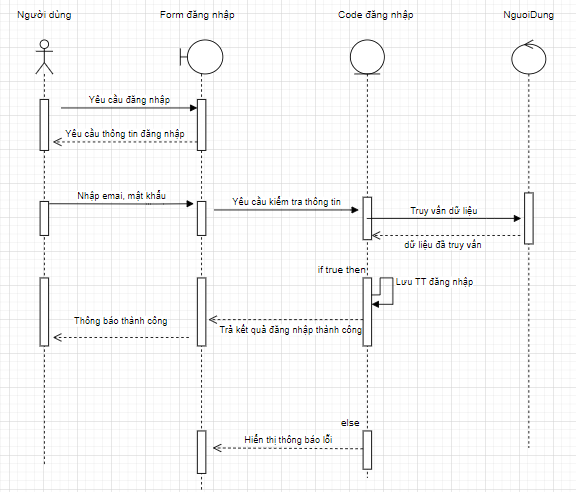 Người dùng
Form đăng nhập
Code đăng nhập
NguoiDung
Yêu cầu đăng nhập
Yêu cầu thông tin đăng nhập
Nhập emai, mật khẩu
Yêu cầu kiểm tra thông tin
Truy vấn dữ liệu
dữ liệu đã truy vấn
if true then
Lưu TT đăng nhập
Thông báo thành công
Trả kết quả đăng nhập thành công
else
Hiển thị thông báo lỗi